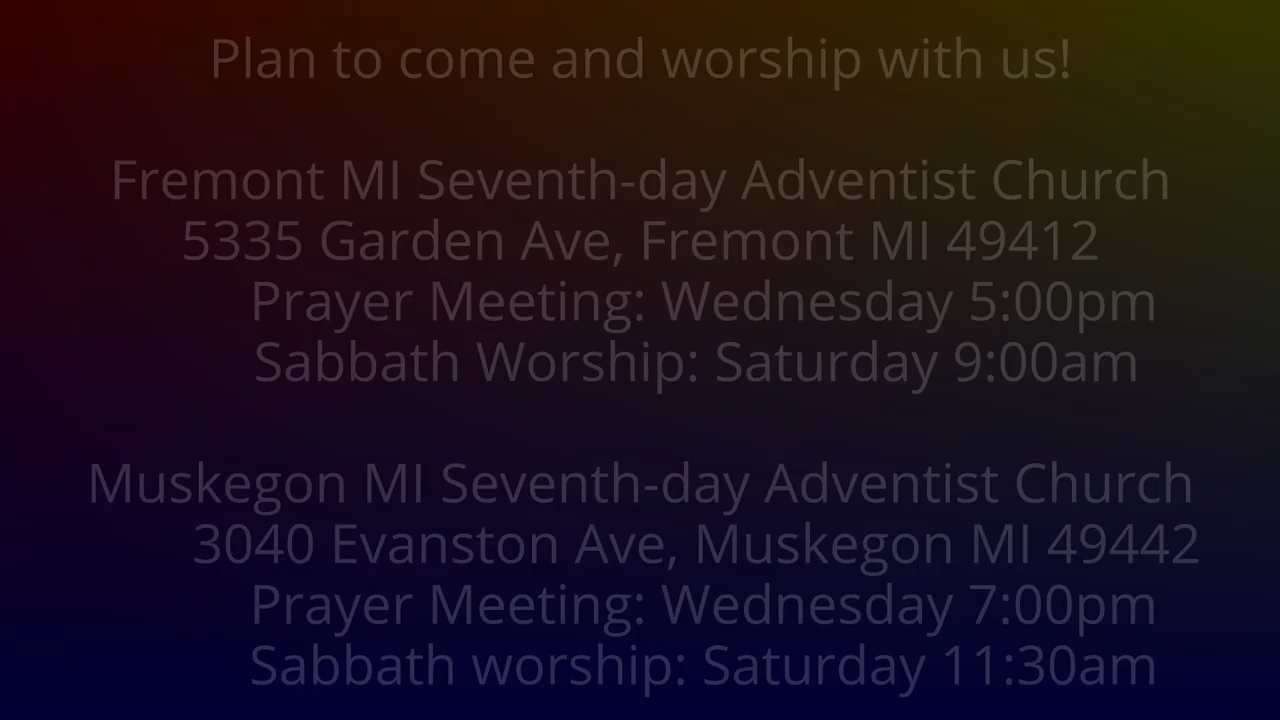 Plan to come and worship with us!
Fremont MI Seventh-day Adventist Church
5335 Garden Ave, Fremont MI 49412
Prayer Meeting: Wednesday 5:00pm
Sabbath Worship: Saturday 9:00am
Muskegon MI Seventh-day Adventist Church
3040 Evanston Ave, Muskegon MI 49442
Prayer Meeting: Wednesday 7:00pm
Sabbath worship: Saturday 11:30am